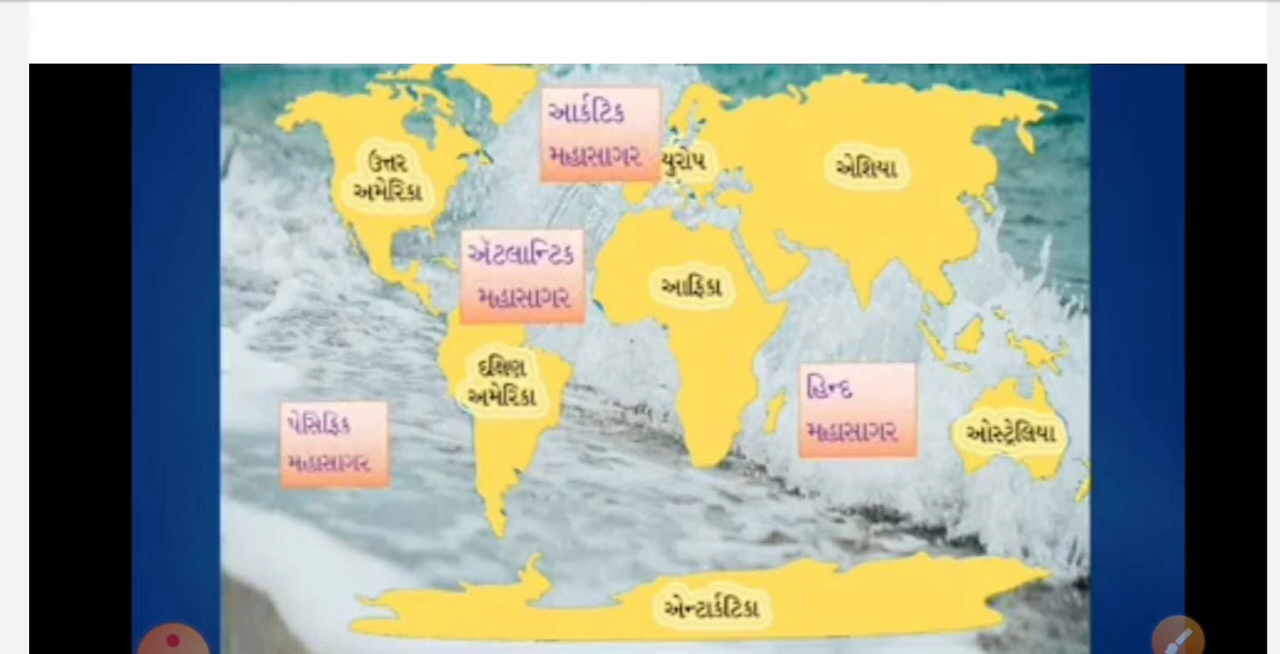 આર્કટિક
મહાસાગર
યુરોપ
ઉત્તર
અમેરિકા
એશિયા
ઍટલાન્ટિક
મહાસાગર
આફ્રિકા
દક્ષિણ
અમેરિકા
હિન્દ
મહાસાગર
પેસિફિક
મહાસાગર
ઓસ્ટ્રેલિયા
એન્ટાર્કટિકા